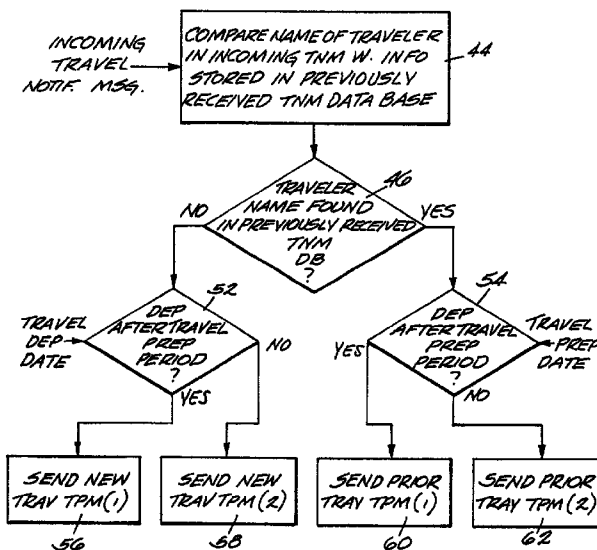 INCOMING
TRAVEL
NOTIF. MSG.
COMPARE NAME OF TRAVELER
IN INCOMING TNM W. INFO
STORED IN PREVIOUSLY
RECEIVED TNM DATA BASE
44
TRAVELER
NAME FOUND
IN PREVIOUSLY RECEIVED
TNM
DB
?
46
NO
YES
TRAVEL
DEP
DATE
DEP
AFTER TRAVEL
PREP
PERIOD
?
52
NO
YES
DEP
AFTER TRAVEL
PREP
PERIOD
?
54
TRAVEL
PREP
DATE
YES
NO
SEND NEW
TRAV TPM(1)
56
SEND NEW
TRAV TPM(2)
58
SEND PRIOR
TRAV TPM(1)
60
SEND PRIOR
TRAV TPM(2)
62